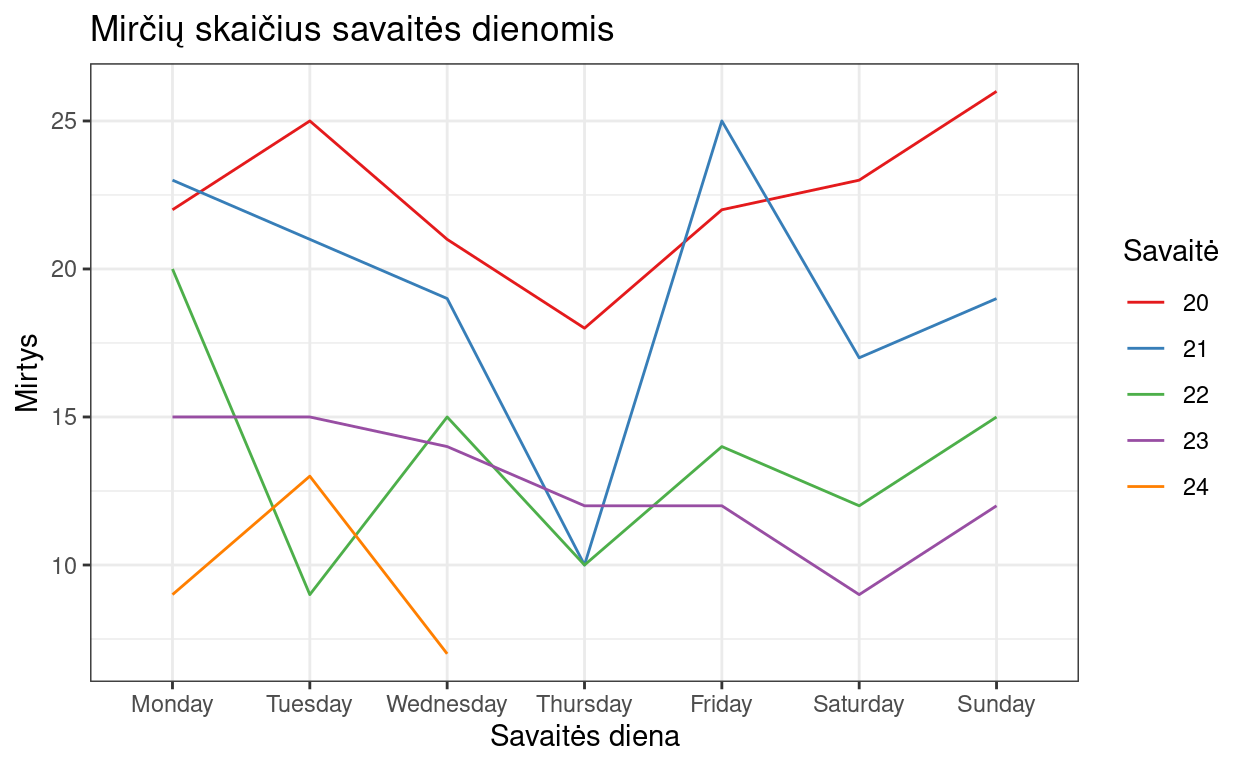 Mirčių skaičius savaitės dienomis
Mirtys
25
20
15
10
Monday Tuesday Wednesday Thursday Friday Saturday Sunday
Savaitės diena
Savaitė
20
21
22
23
24